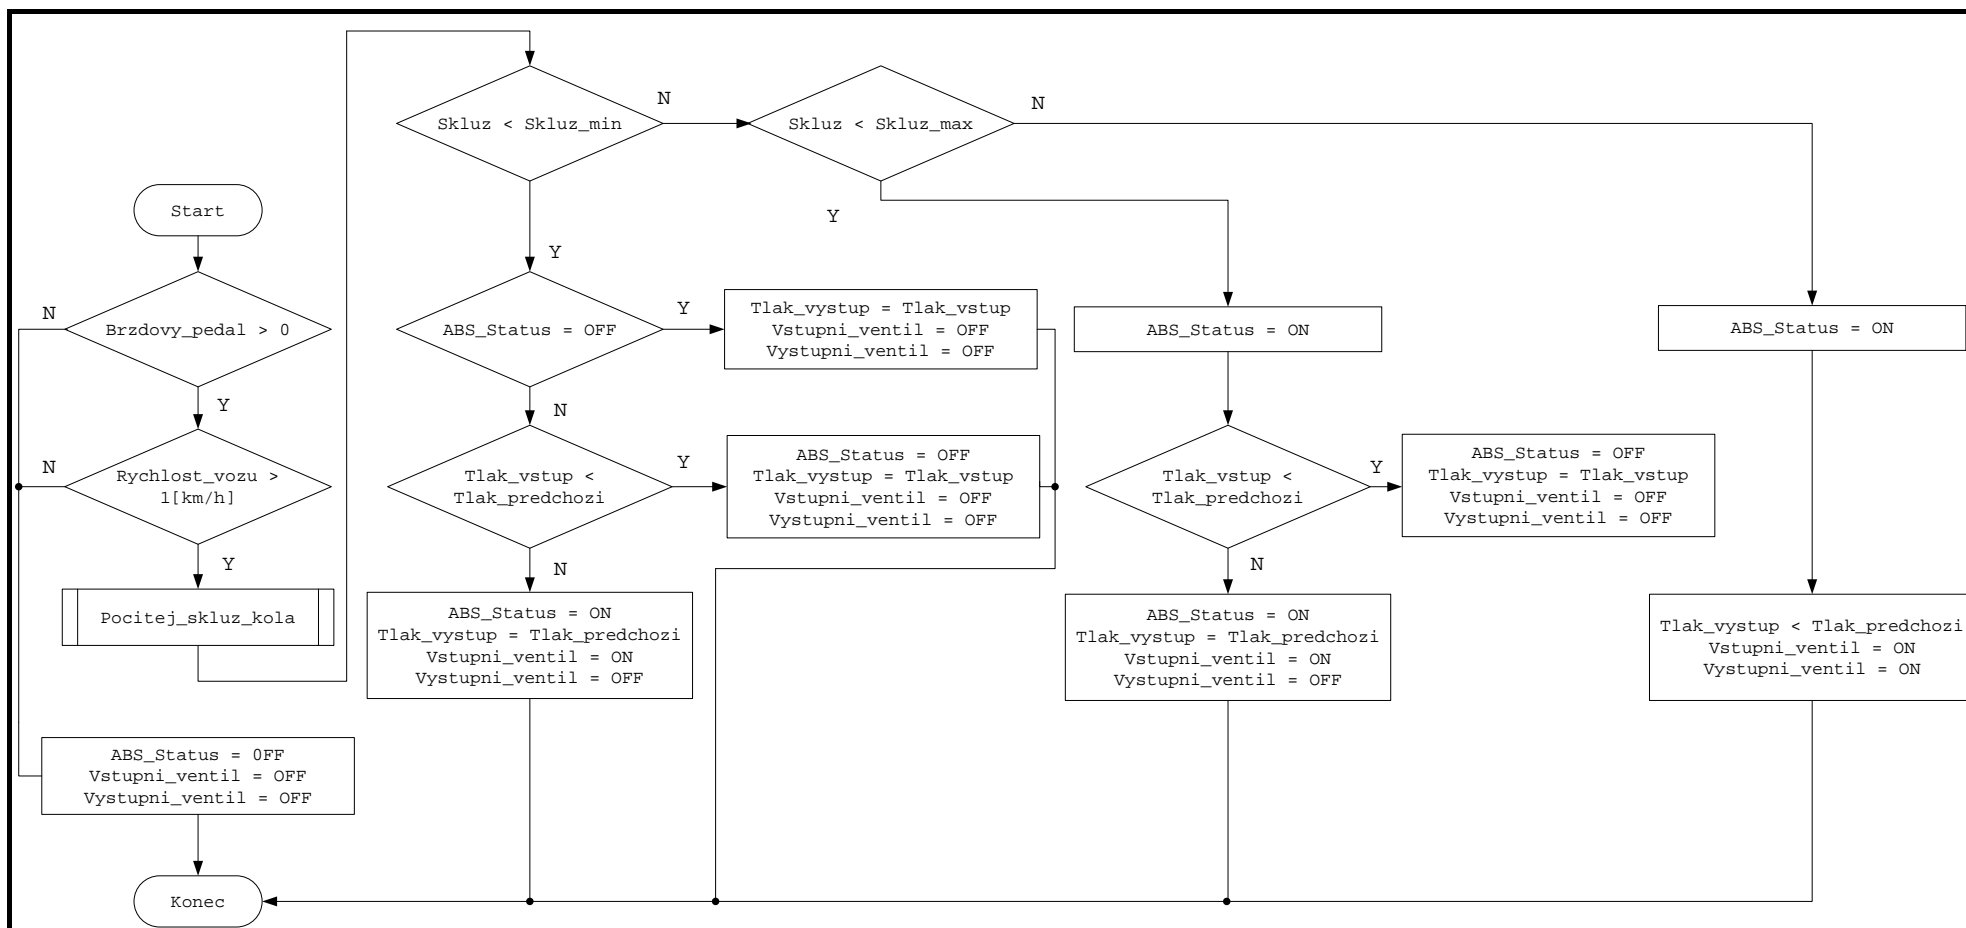 Start
N
Brzdovy_pedal > 0
Y
N
Rychlost_vozu >
1[km/h]
Y
Pocitej_skluz_kola
ABS_Status = 0FF
Vstupni_ventil = OFF
Vystupni_ventil = OFF
Konec
Skluz < Skluz_min
N
Y
ABS_Status = OFF
Y
Tlak_vystup = Tlak_vstup
Vstupni_ventil = OFF
Vystupni_ventil = OFF
N
Tlak_vstup <
Tlak_predchozi
Y
ABS_Status = OFF
Tlak_vystup = Tlak_vstup
Vstupni_ventil = OFF
Vystupni_ventil = OFF
N
ABS_Status = ON
Tlak_vystup = Tlak_predchozi
Vstupni_ventil = ON
Vystupni_ventil = OFF
Skluz < Skluz_max
N
Y
ABS_Status = ON
Tlak_vstup <
Tlak_predchozi
Y
ABS_Status = OFF
Tlak_vystup = Tlak_vstup
Vstupni_ventil = OFF
Vystupni_ventil = OFF
N
ABS_Status = ON
Tlak_vystup = Tlak_predchozi
Vstupni_ventil = ON
Vystupni_ventil = OFF
ABS_Status = ON
Tlak_vystup < Tlak_predchozi
Vstupni_ventil = ON
Vystupni_ventil = ON